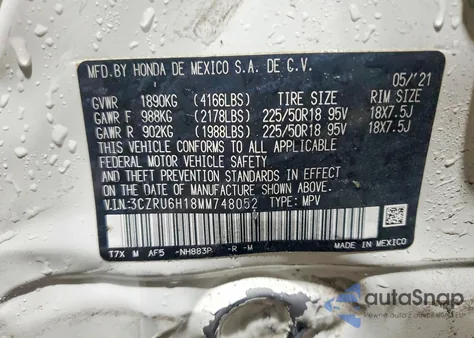 MFD.BY HONDA DE MEXICO S.A. DE C.V.
05/'21
GVWR 1890KG (4166LBS) TIRE SIZE RIM SIZE
GAWR F 988KG (2178LBS) 225/50R18 95V 18X7.5J
GAWR R 902KG (1988LBS) 225/50R18 95V 18X7.5J
THIS VEHICLE CONFORMS TO ALL APPLICABLE
FEDERAL MOTOR VEHICLE SAFETY, BUMPER,
AND THEFT PREVENTION STANDARDS IN EFFECT
ON THE DATE OF MANUFACTURE SHOWN ABOVE.
V.I.N.:3CZRU6H18MM748052 TYPE: MPV
T7X M AF5 -NH883P -R -M
autoSnap